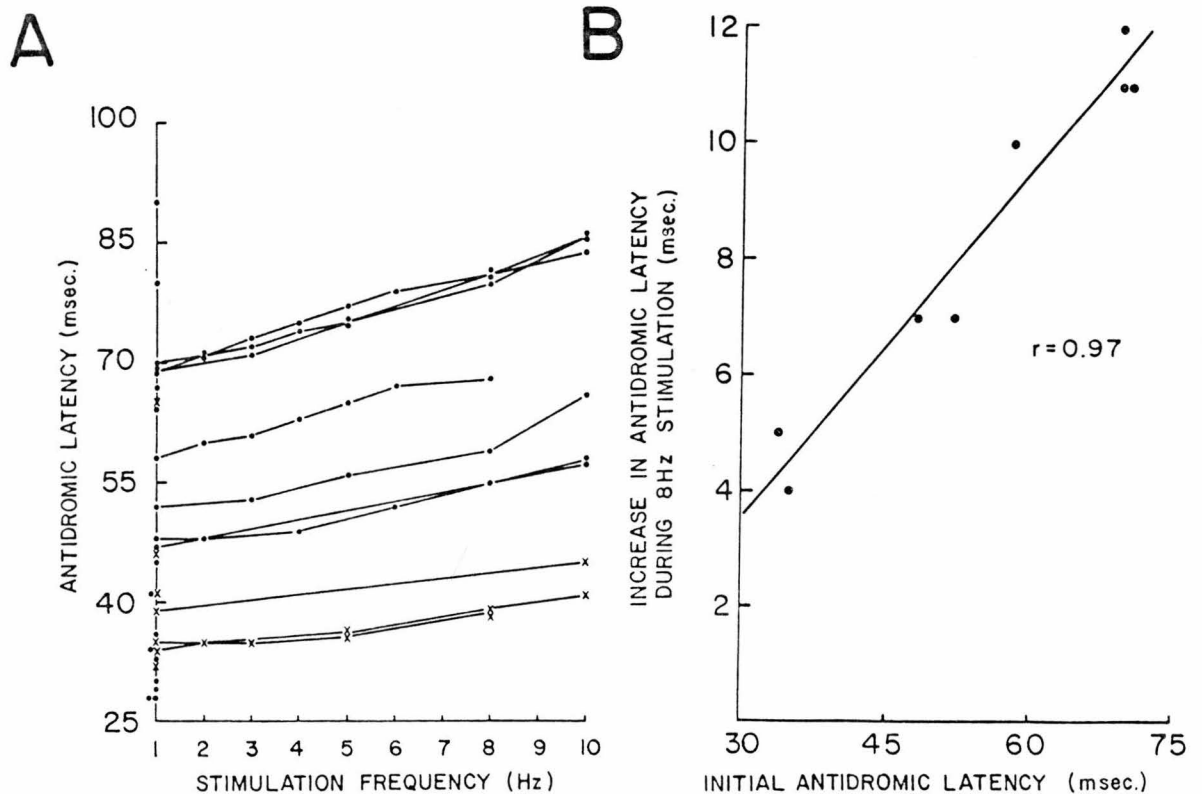 A
ANTIDROMIC LATENCY (msec.)
100
85
70
55
40
25
1 2 3 4 5 6 7 8 9 10
STIMULATION FREQUENCY (Hz)
B
INCREASE IN ANTIDROMIC LATENCY
DURING 8Hz STIMULATION (msec.)
12
10
8
6
4
2
r=0.97
30 45 60 75
INITIAL ANTIDROMIC LATENCY (msec.)